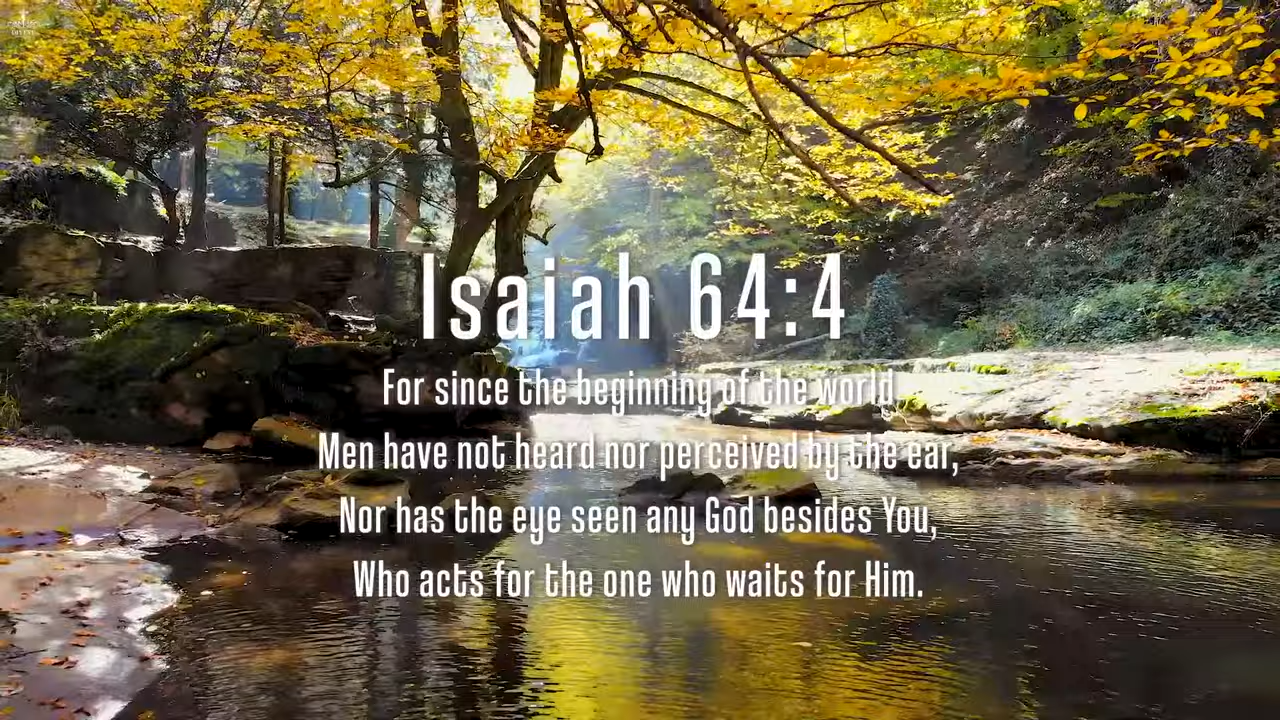 Isaiah 64:4
For since the beginning of the world
Men have not heard nor perceived by the ear,
Nor has the eye seen any God besides You,
Who acts for the one who waits for Him.